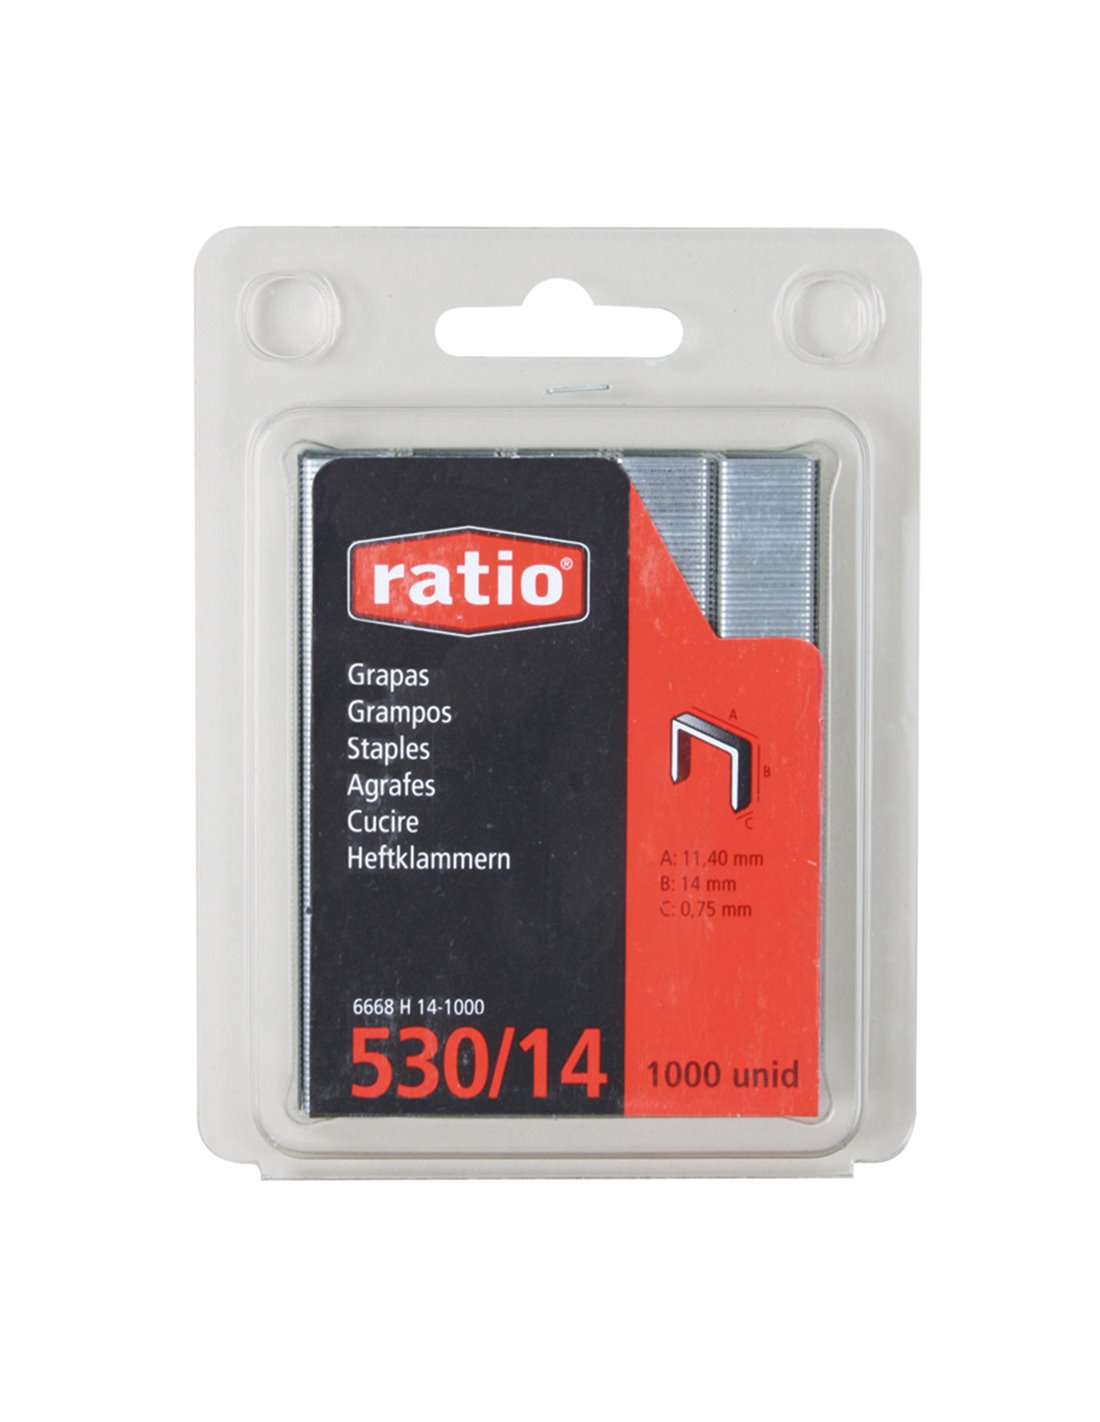 ratio®
Grapas
Grampos
Staples
Agrafes
Cucire
Heftklammern
A
B
C
A: 11,40 mm
B: 14 mm
C: 0,75 mm
6668 H 14-1000
530/14
1000 unid